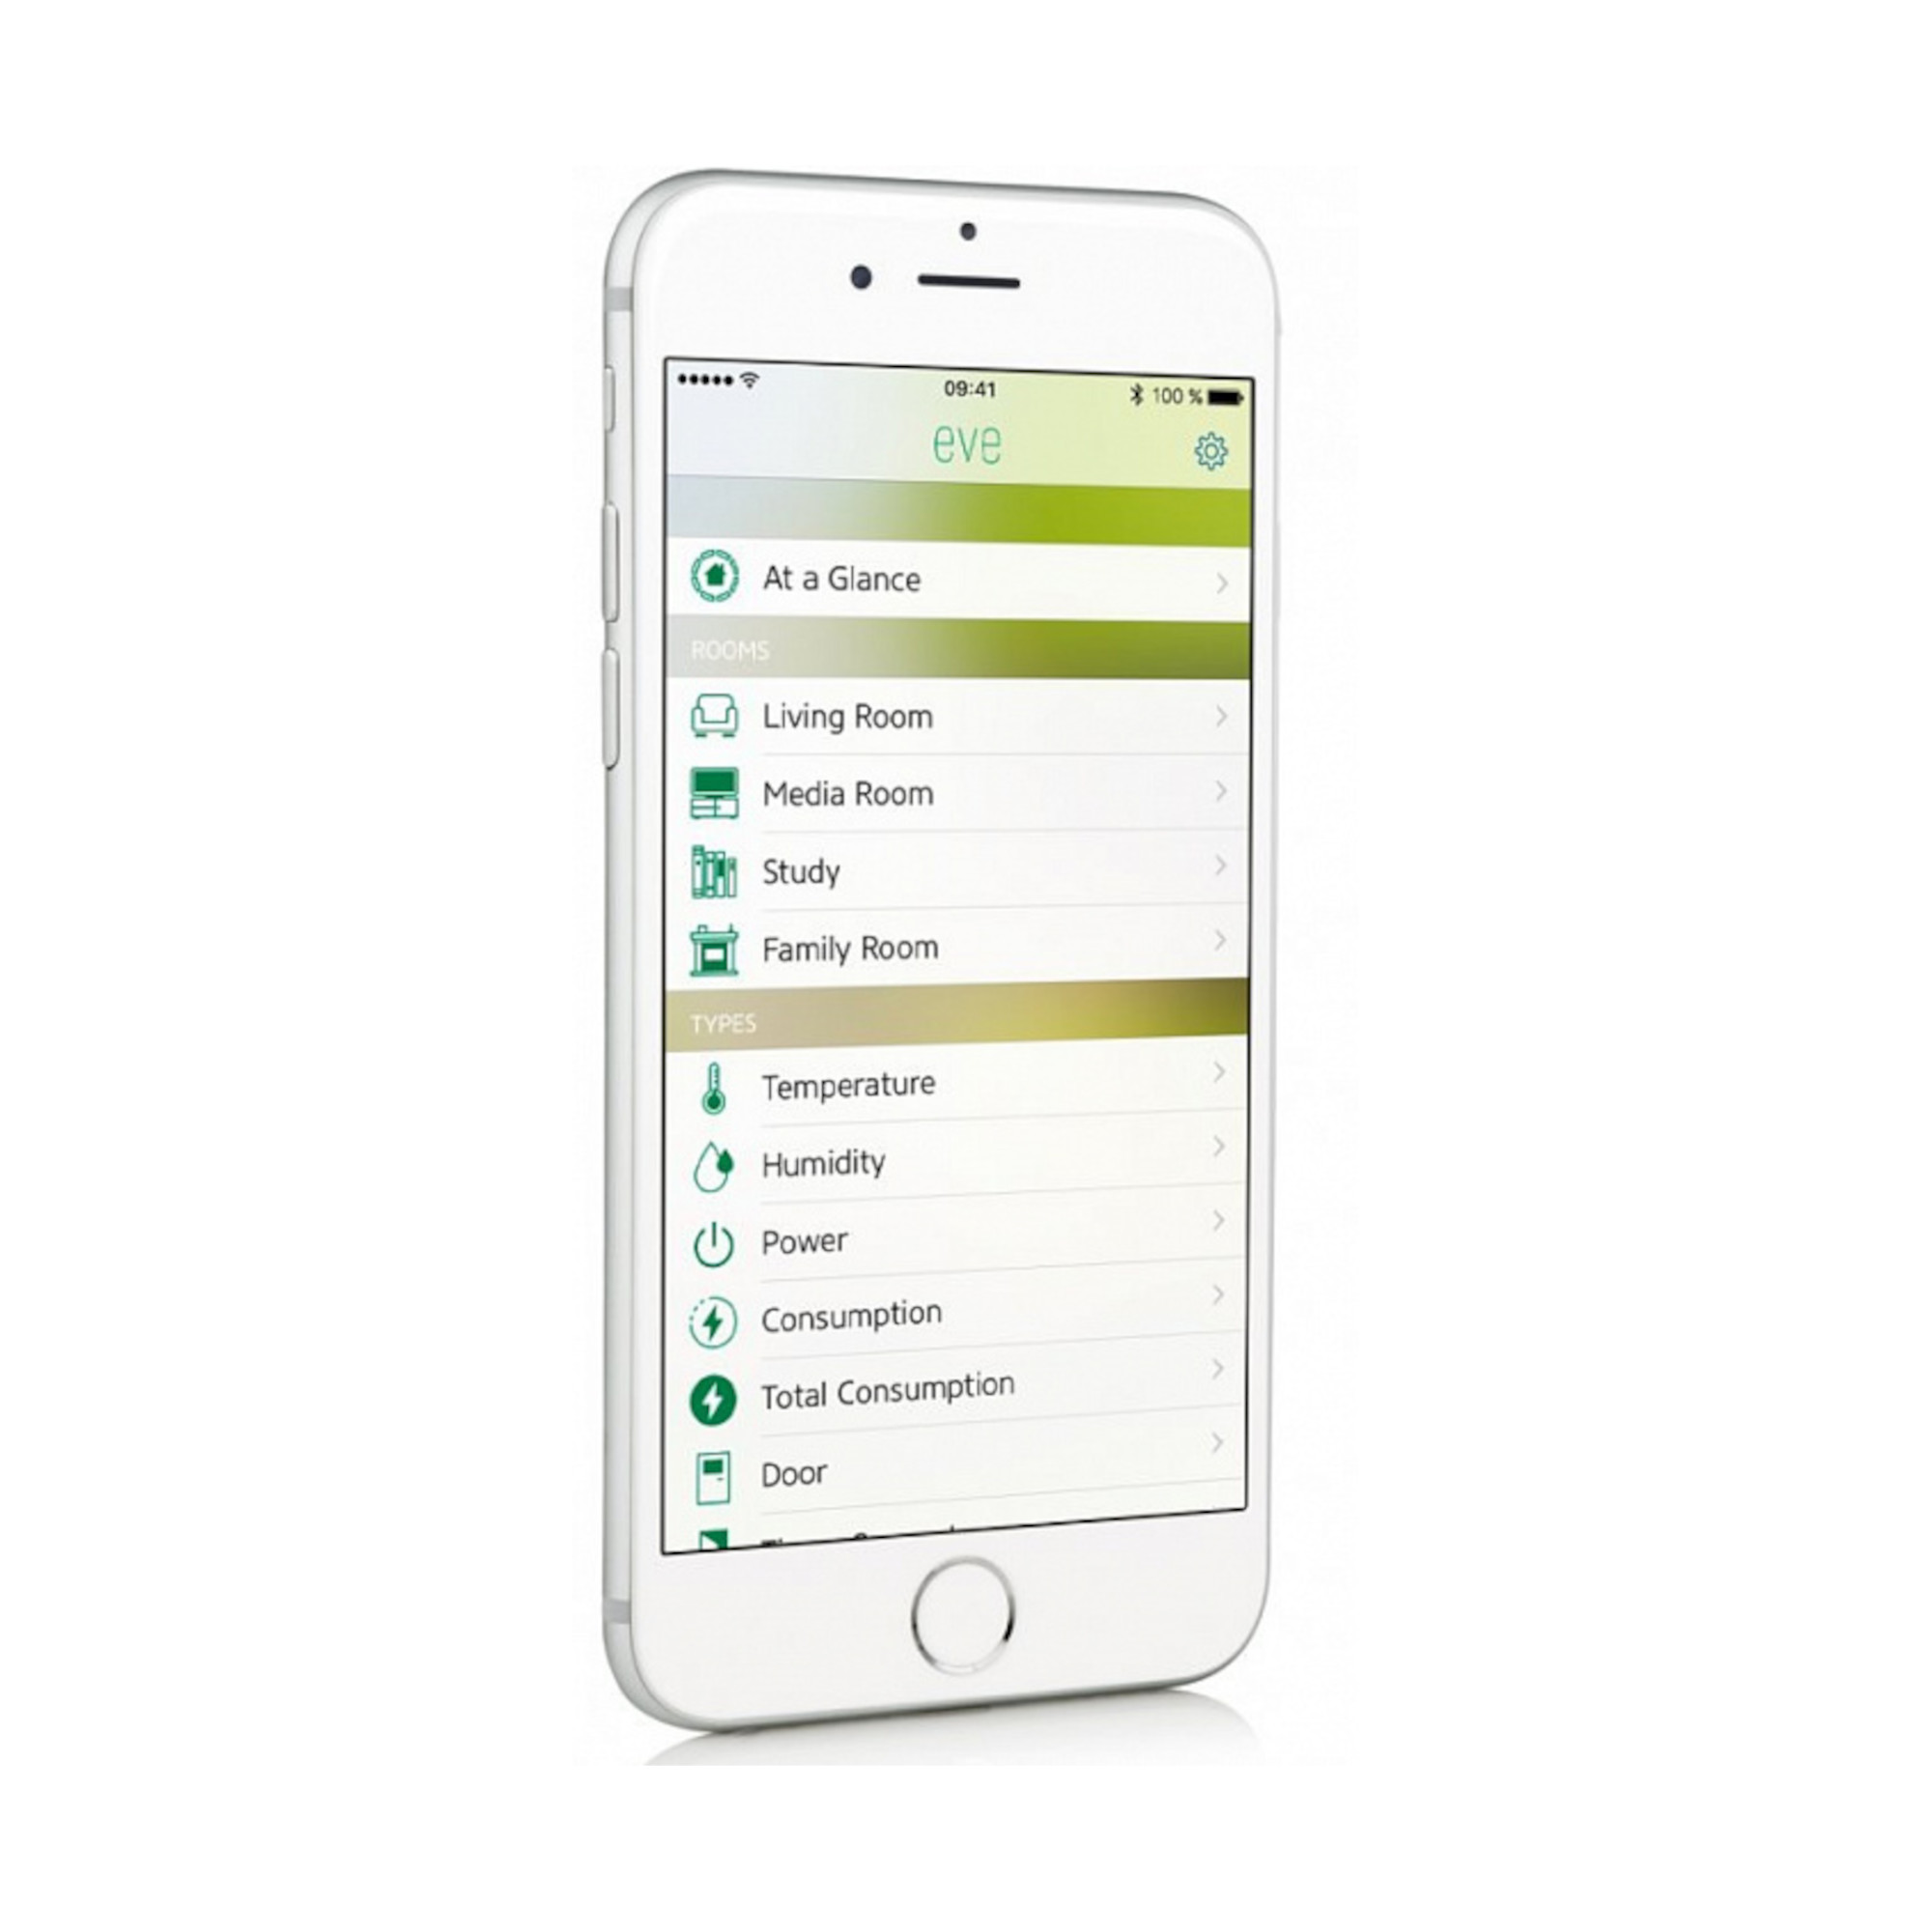 09:41
100 %
eve
At a Glance
ROOMS
Living Room
Media Room
Study
Family Room
TYPES
Temperature
Humidity
Power
Consumption
Total Consumption
Door